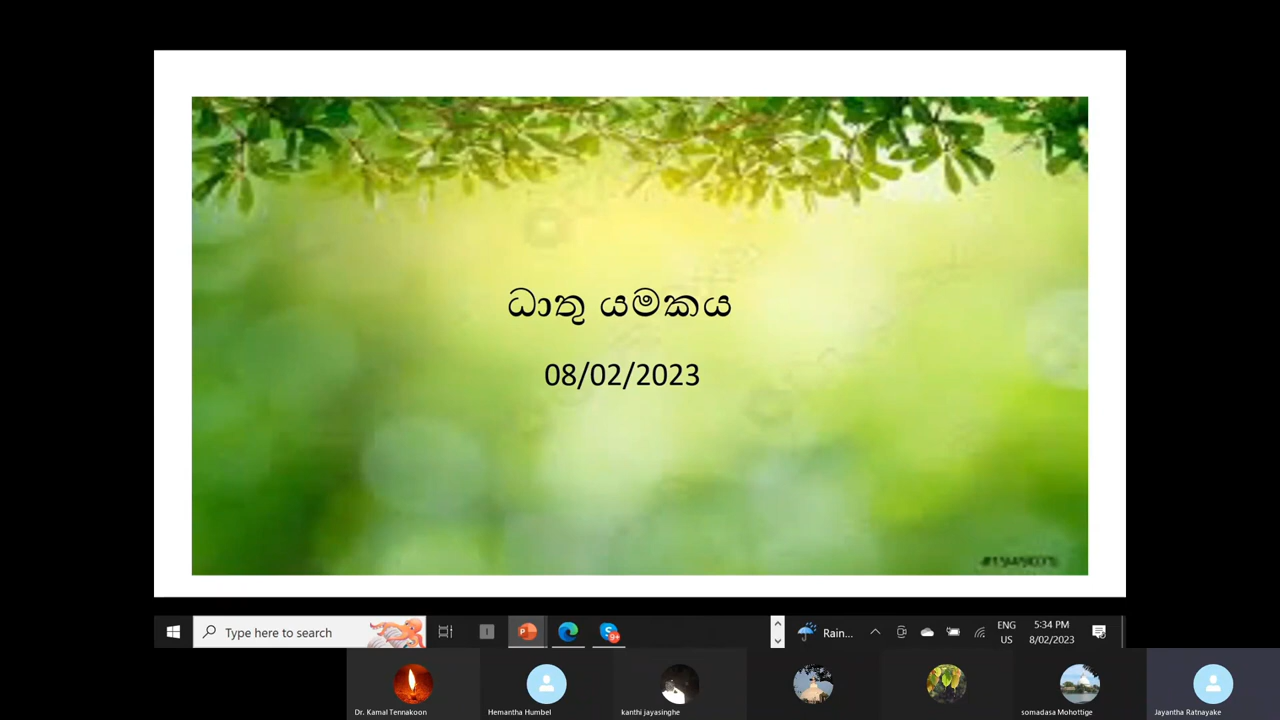 ධාතු යමකය
08/02/2023
Type here to search
Rain...
ENG
US
5:34 PM
8/02/2023
Dr. Kamal Tennakoon
Hemantha Humbel
kanthi jayasinghe
somadasa Mohottige
Jayantha Ratnayake